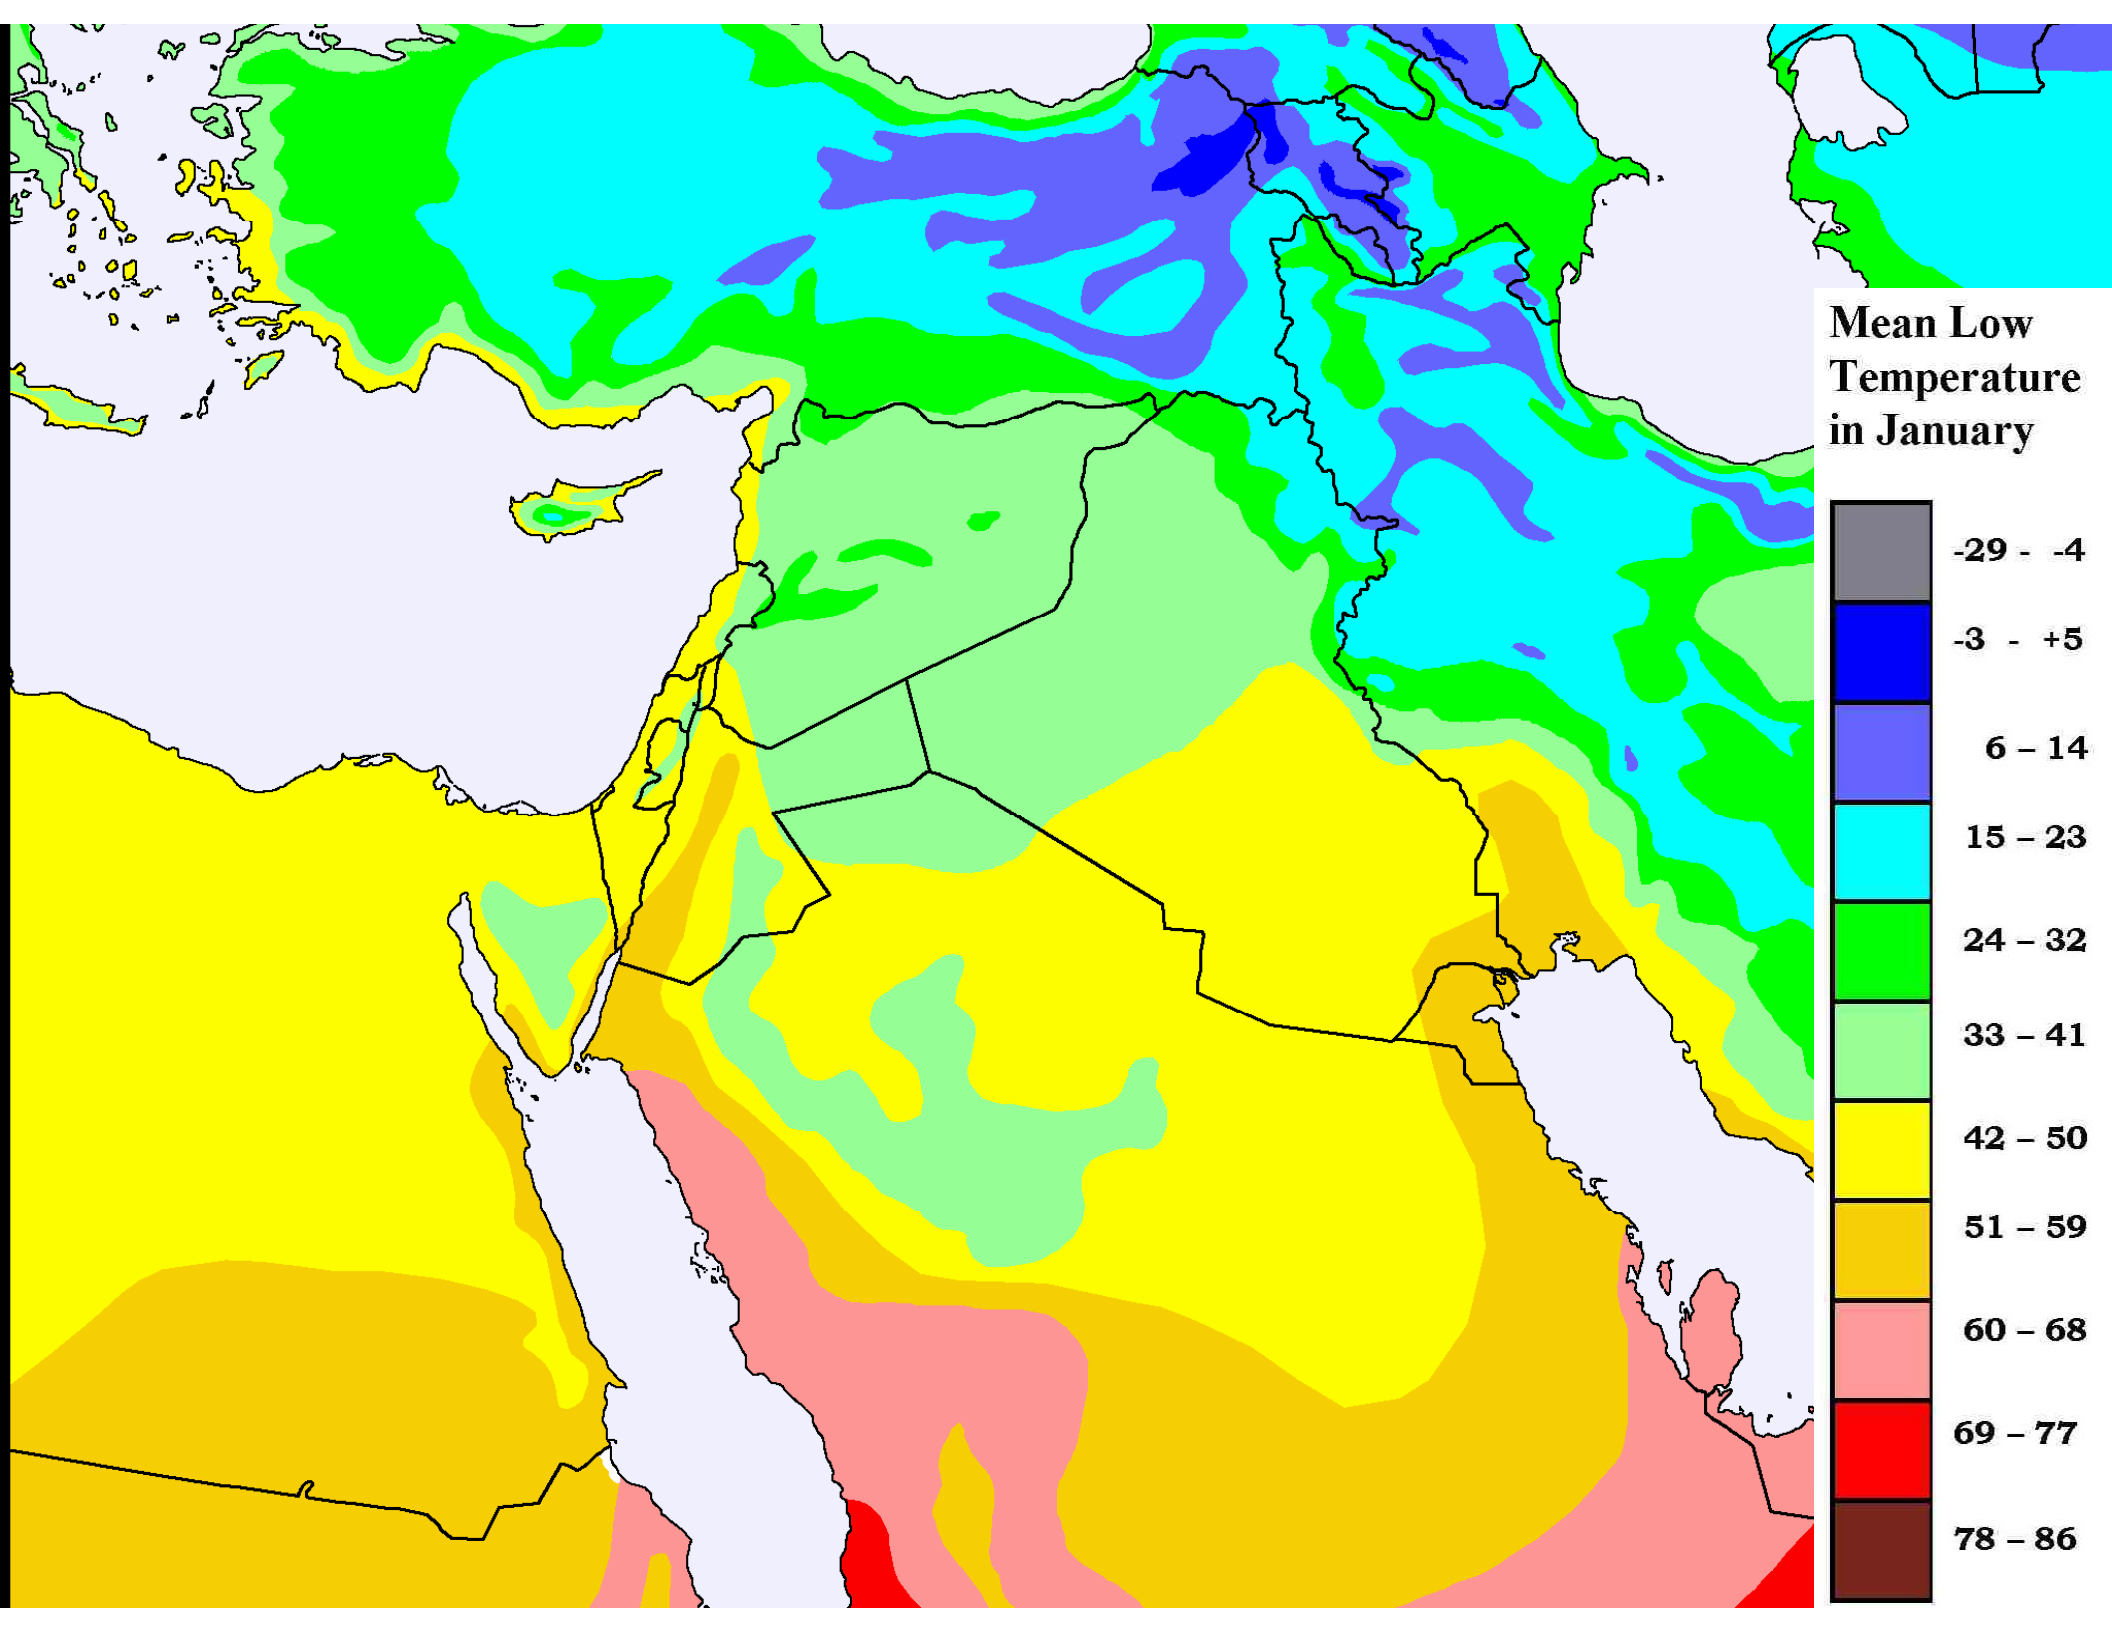 Mean Low
Temperature
in January
-29 - -4
-3 - +5
6 – 14
15 – 23
24 – 32
33 – 41
42 – 50
51 – 59
60 – 68
69 – 77
78 – 86